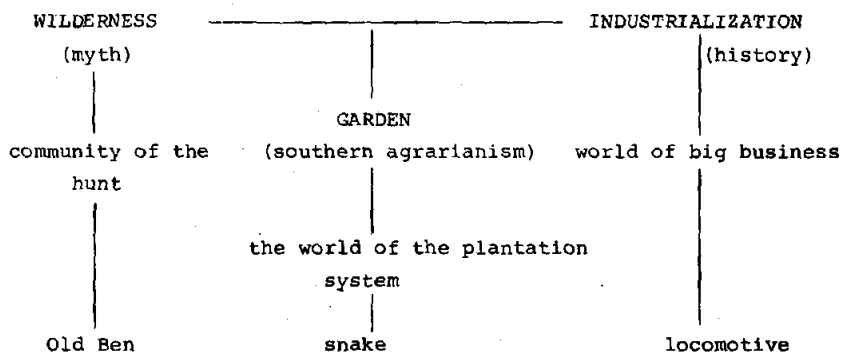 WILDERNESS INDUSTRIALIZATION
(myth) (history)
GARDEN
community of the (southern agrarianism) world of big business
hunt
the world of the plantation
system
Old Ben snake locomotive